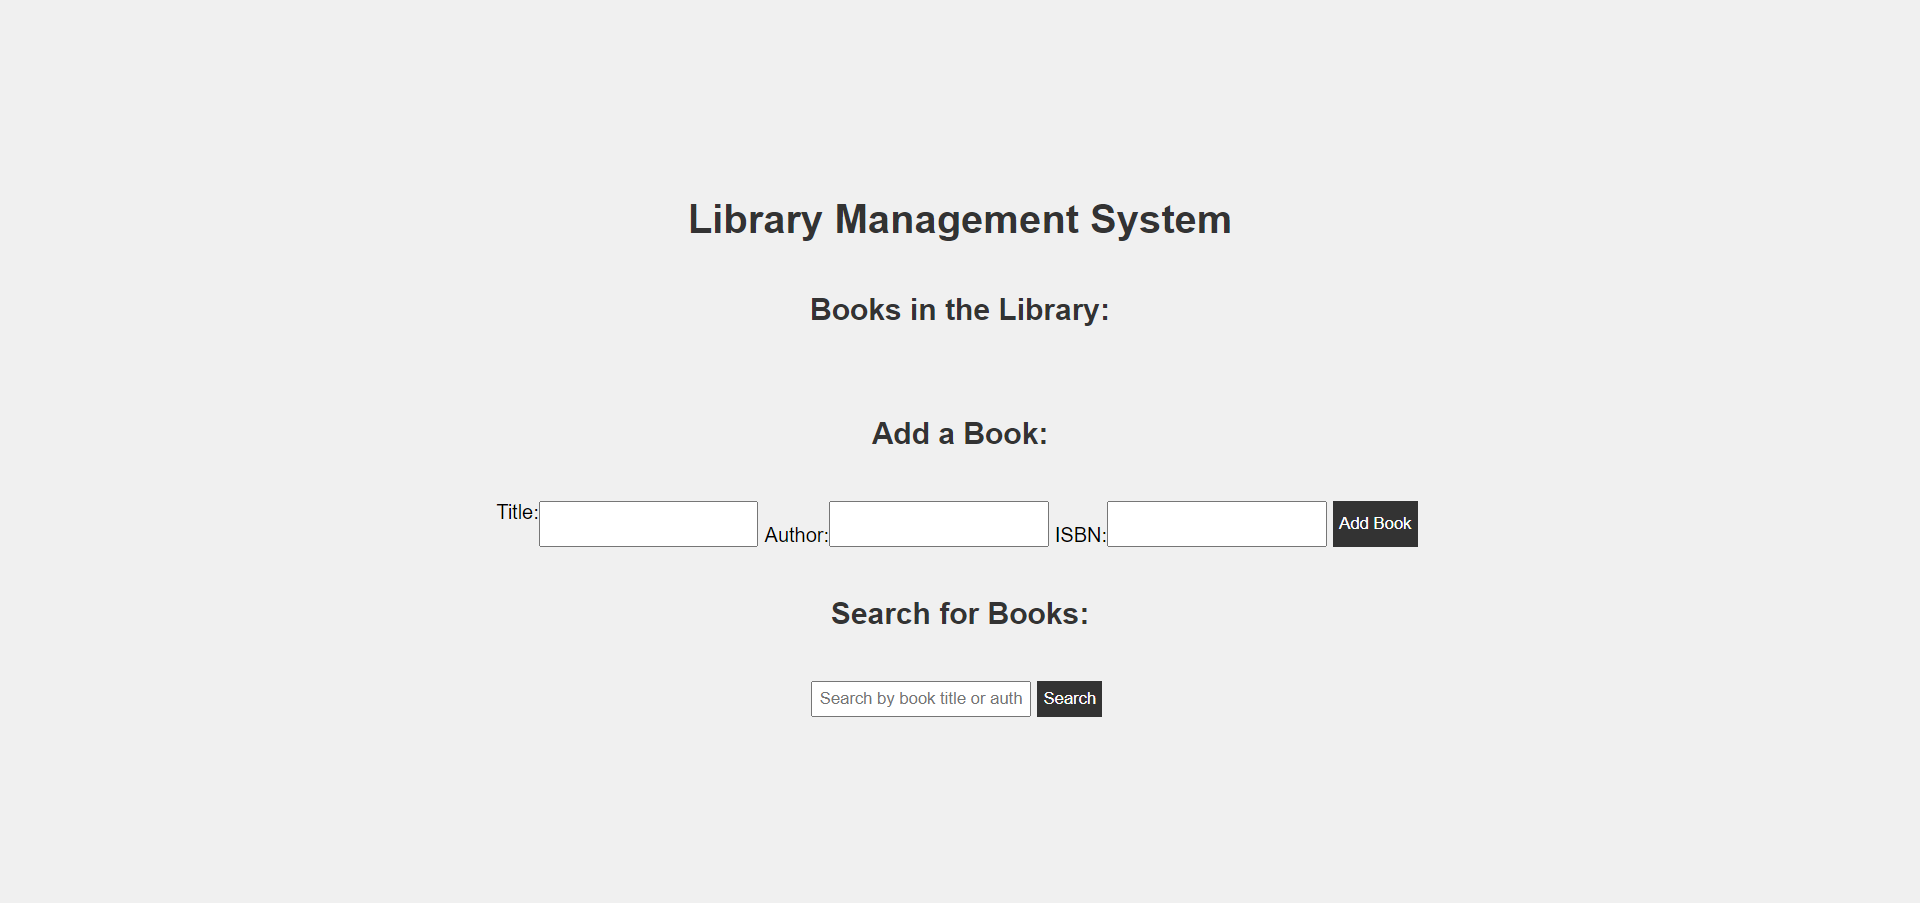 Library Management System
Books in the Library:
Add a Book:
Title: Author: ISBN: Add Book
Search for Books:
Search by book title or auth Search